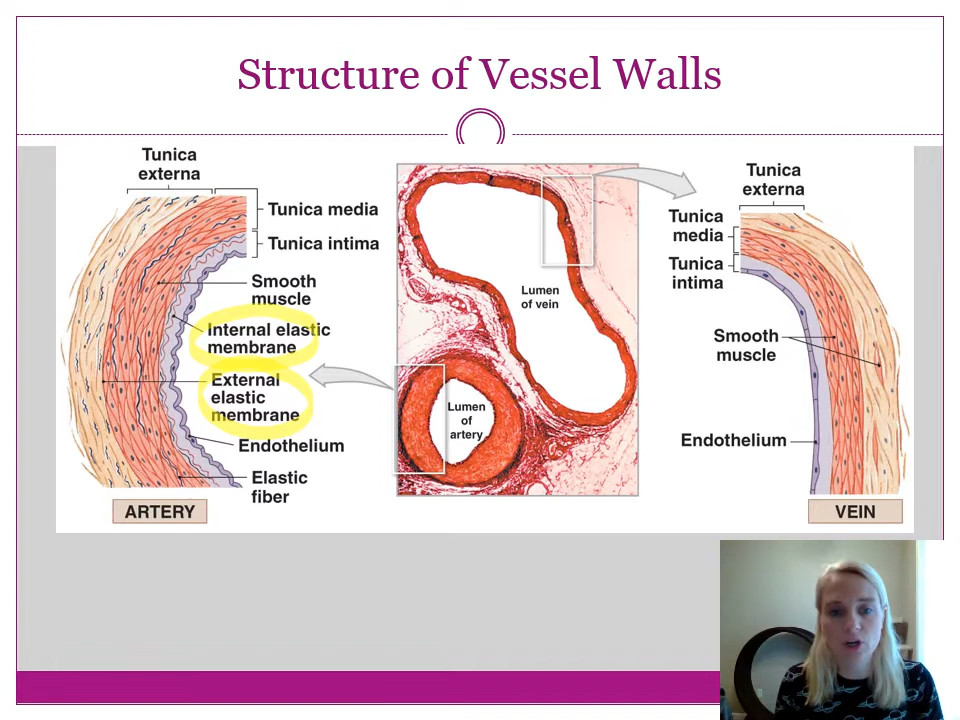 Structure of Vessel Walls
Tunica
externa
Tunica media
Tunica intima
Smooth
muscle
Internal elastic
membrane
External
elastic
membrane
Endothelium
Elastic
fiber
ARTERY
Lumen
of vein
Lumen
of
artery
Tunica
externa
Tunica
media
Tunica
intima
Smooth
muscle
Endothelium
VEIN